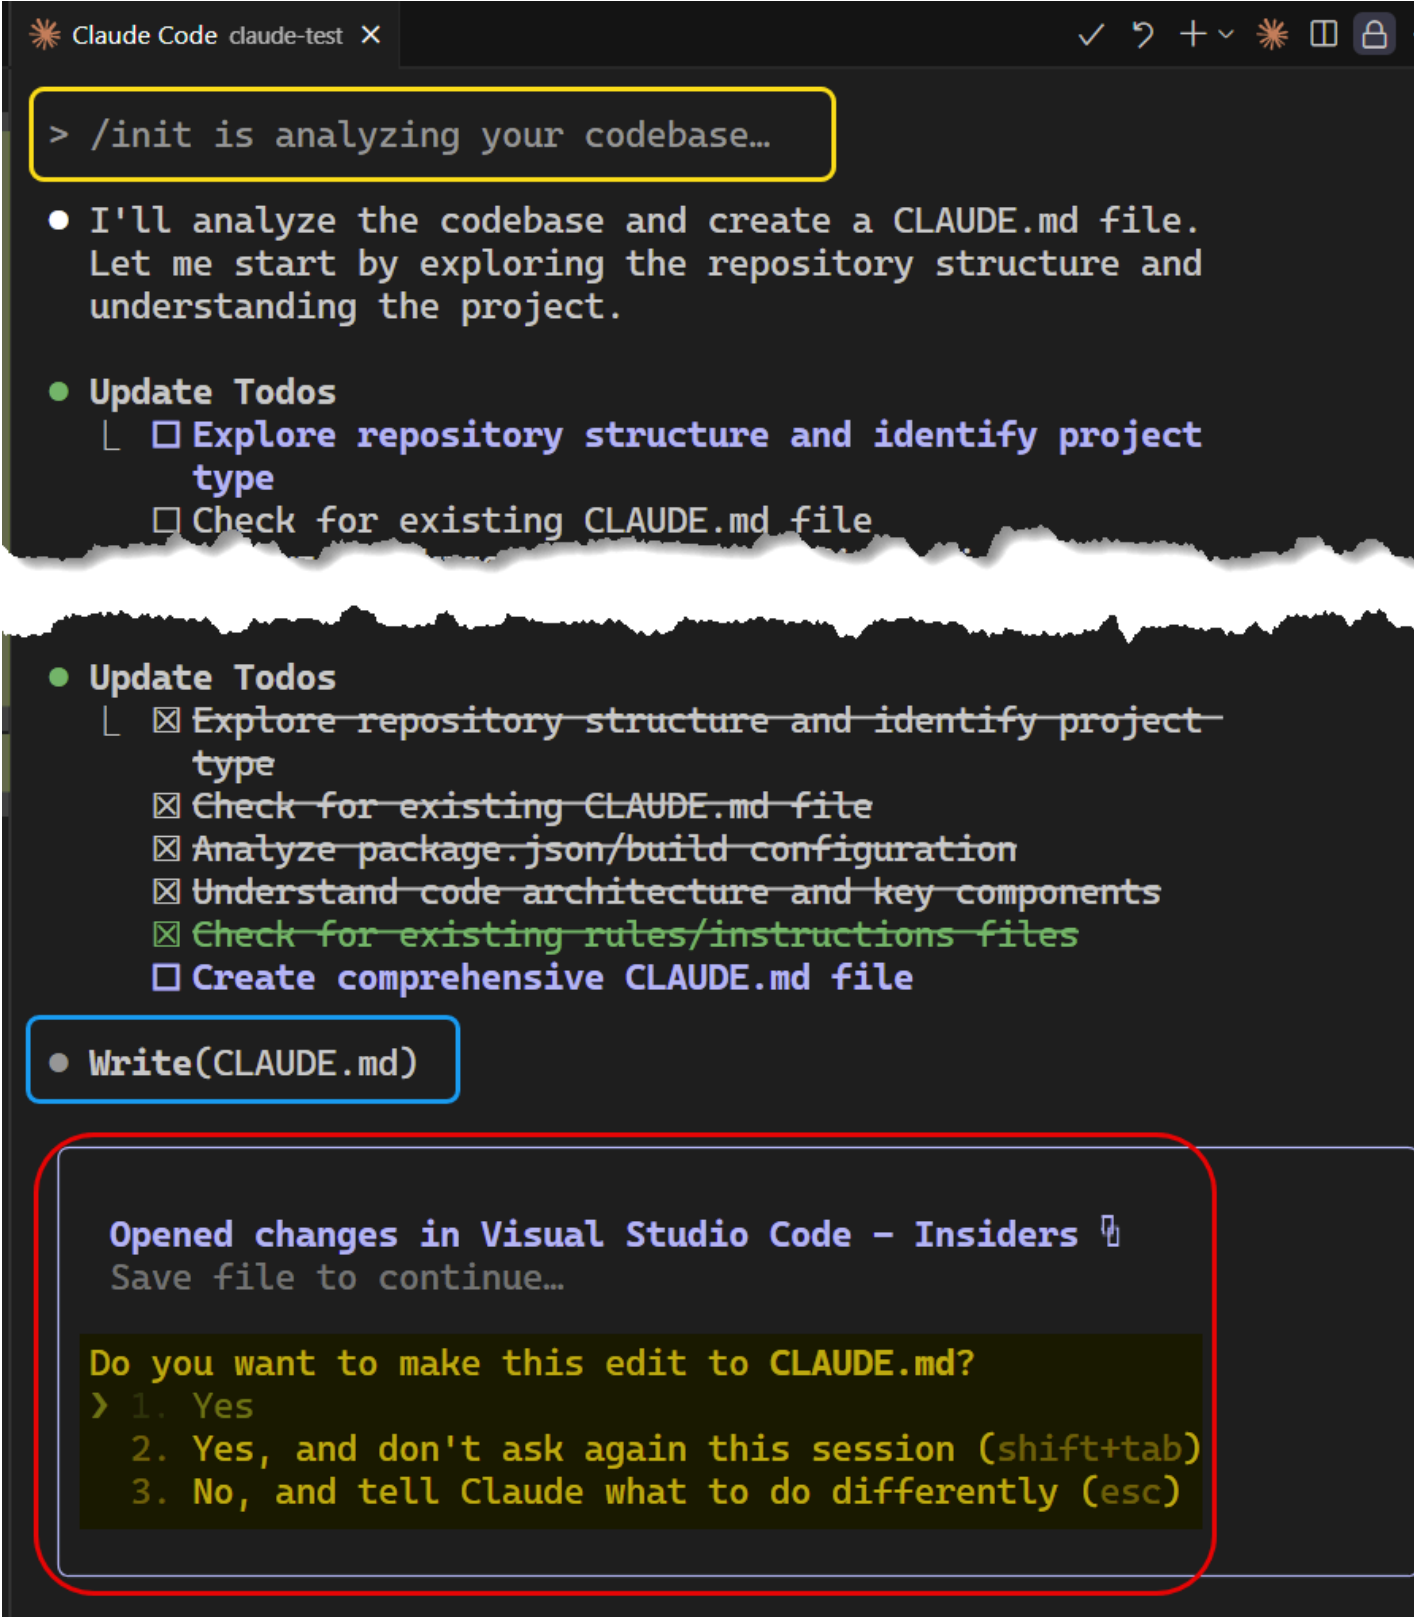 Claude Code claude-test
> /init is analyzing your codebase…
● I'll analyze the codebase and create a CLAUDE.md file.
Let me start by exploring the repository structure and
understanding the project.
● Update Todos
⎿ ☐ Explore repository structure and identify project
type
☐ Check for existing CLAUDE.md file
● Update Todos
⎿ ☒ Explore repository structure and identify project
type
☒ Check for existing CLAUDE.md file
☒ Analyze package.json/build configuration
☒ Understand code architecture and key components
☒ Check for existing rules/instructions files
☐ Create comprehensive CLAUDE.md file
● Write(CLAUDE.md)
Opened changes in Visual Studio Code - Insiders
Save file to continue…
Do you want to make this edit to CLAUDE.md?
❯ 1. Yes
2. Yes, and don't ask again this session (shift+tab)
3. No, and tell Claude what to do differently (esc)